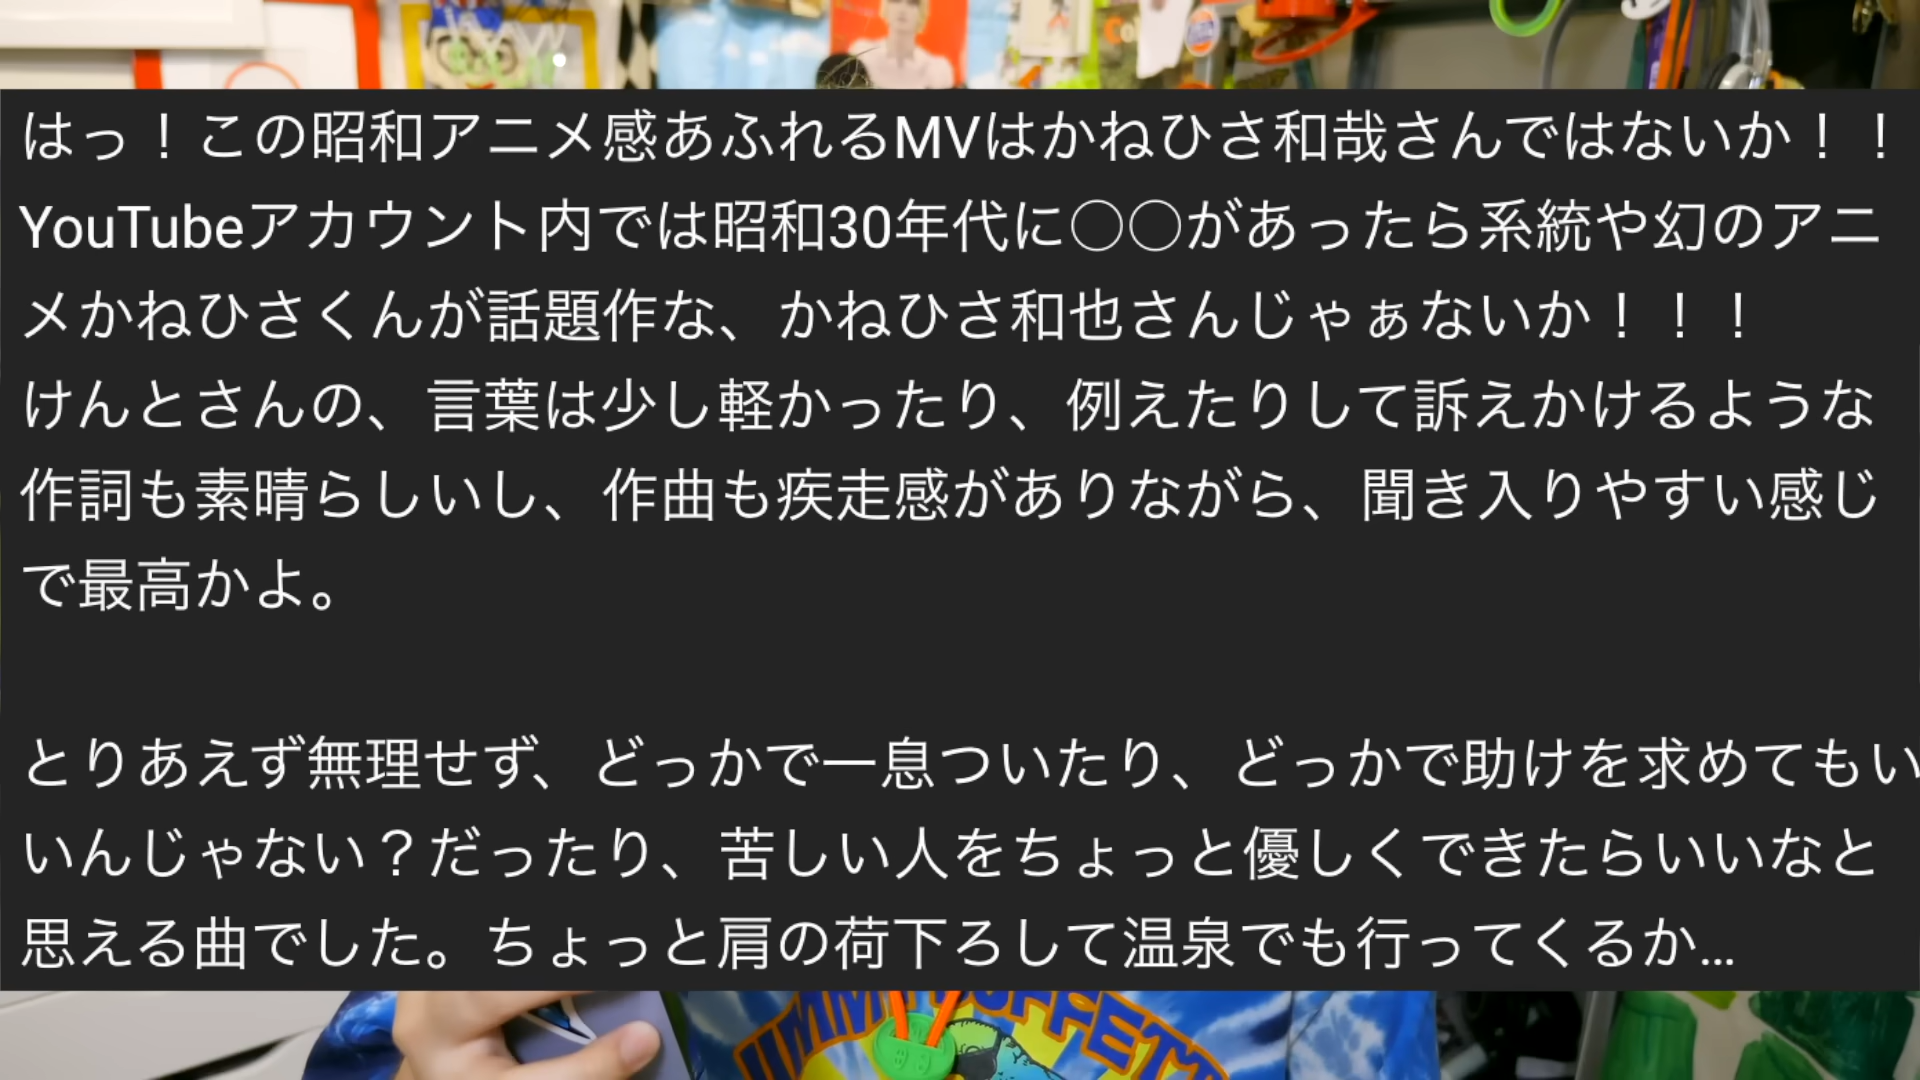 はっ！この昭和アニメ感あふれるMVはかねひさ和哉さんではないか！！
YouTubeアカウント内では昭和30年代に○○があったら系統や幻のアニ
メかねひさくんが話題作な、かねひさ和也さんじゃぁないか！！！
けんとさんの、言葉は少し軽かったり、例えたりして訴えかけるような
作詞も素晴らしいし、作曲も疾走感がありながら、聞き入りやすい感じ
で最高かよ。
とりあえず無理せず、どっかで一息ついたり、どっかで助けを求めてもい
いんじゃない？だったり、苦しい人をちょっと優しくできたらいいなと
思える曲でした。ちょっと肩の荷下ろして温泉でも行ってくるか…